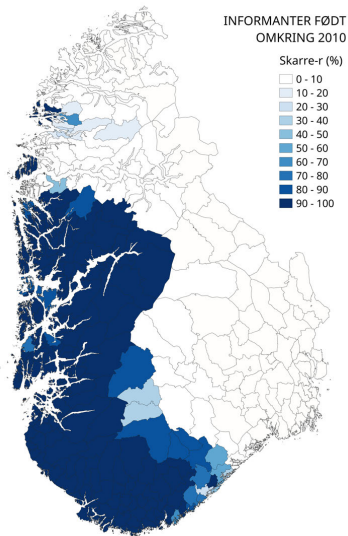 INFORMANTER FØDT
OMKRING 2010
Skarre-r (%)
0 - 10
10 - 20
20 - 30
30 - 40
40 - 50
50 - 60
60 - 70
70 - 80
80 - 90
90 - 100